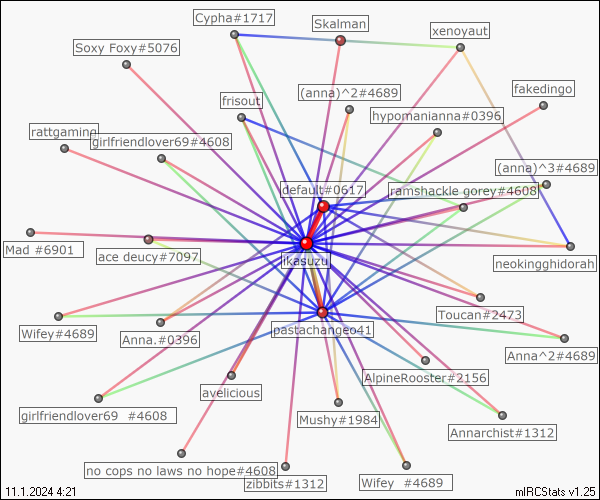 Cypha#1717
Skalman
xenoyaut
Soxy Foxy#5076
(anna)^2#4689
fakedingo
frisout
hypomanianna#0396
rattgaming
girlfriendlover69#4608
(anna)^3#4689
default#0617
ramshackle gorey#4608
Mad #6901
ace deucy#7097
ikasuzu
neokingghidorah
Wifey#4689
Anna.#0396
pastachangeo41
Toucan#2473
Anna^2#4689
AlpineRooster#2156
avelicious
girlfriendlover69 #4608
Mushy#1984
Annarchist#1312
no cops no laws no hope#4608
zibbits#1312
Wifey #4689
11.1.2024 4:21
mIRCStats v1.25